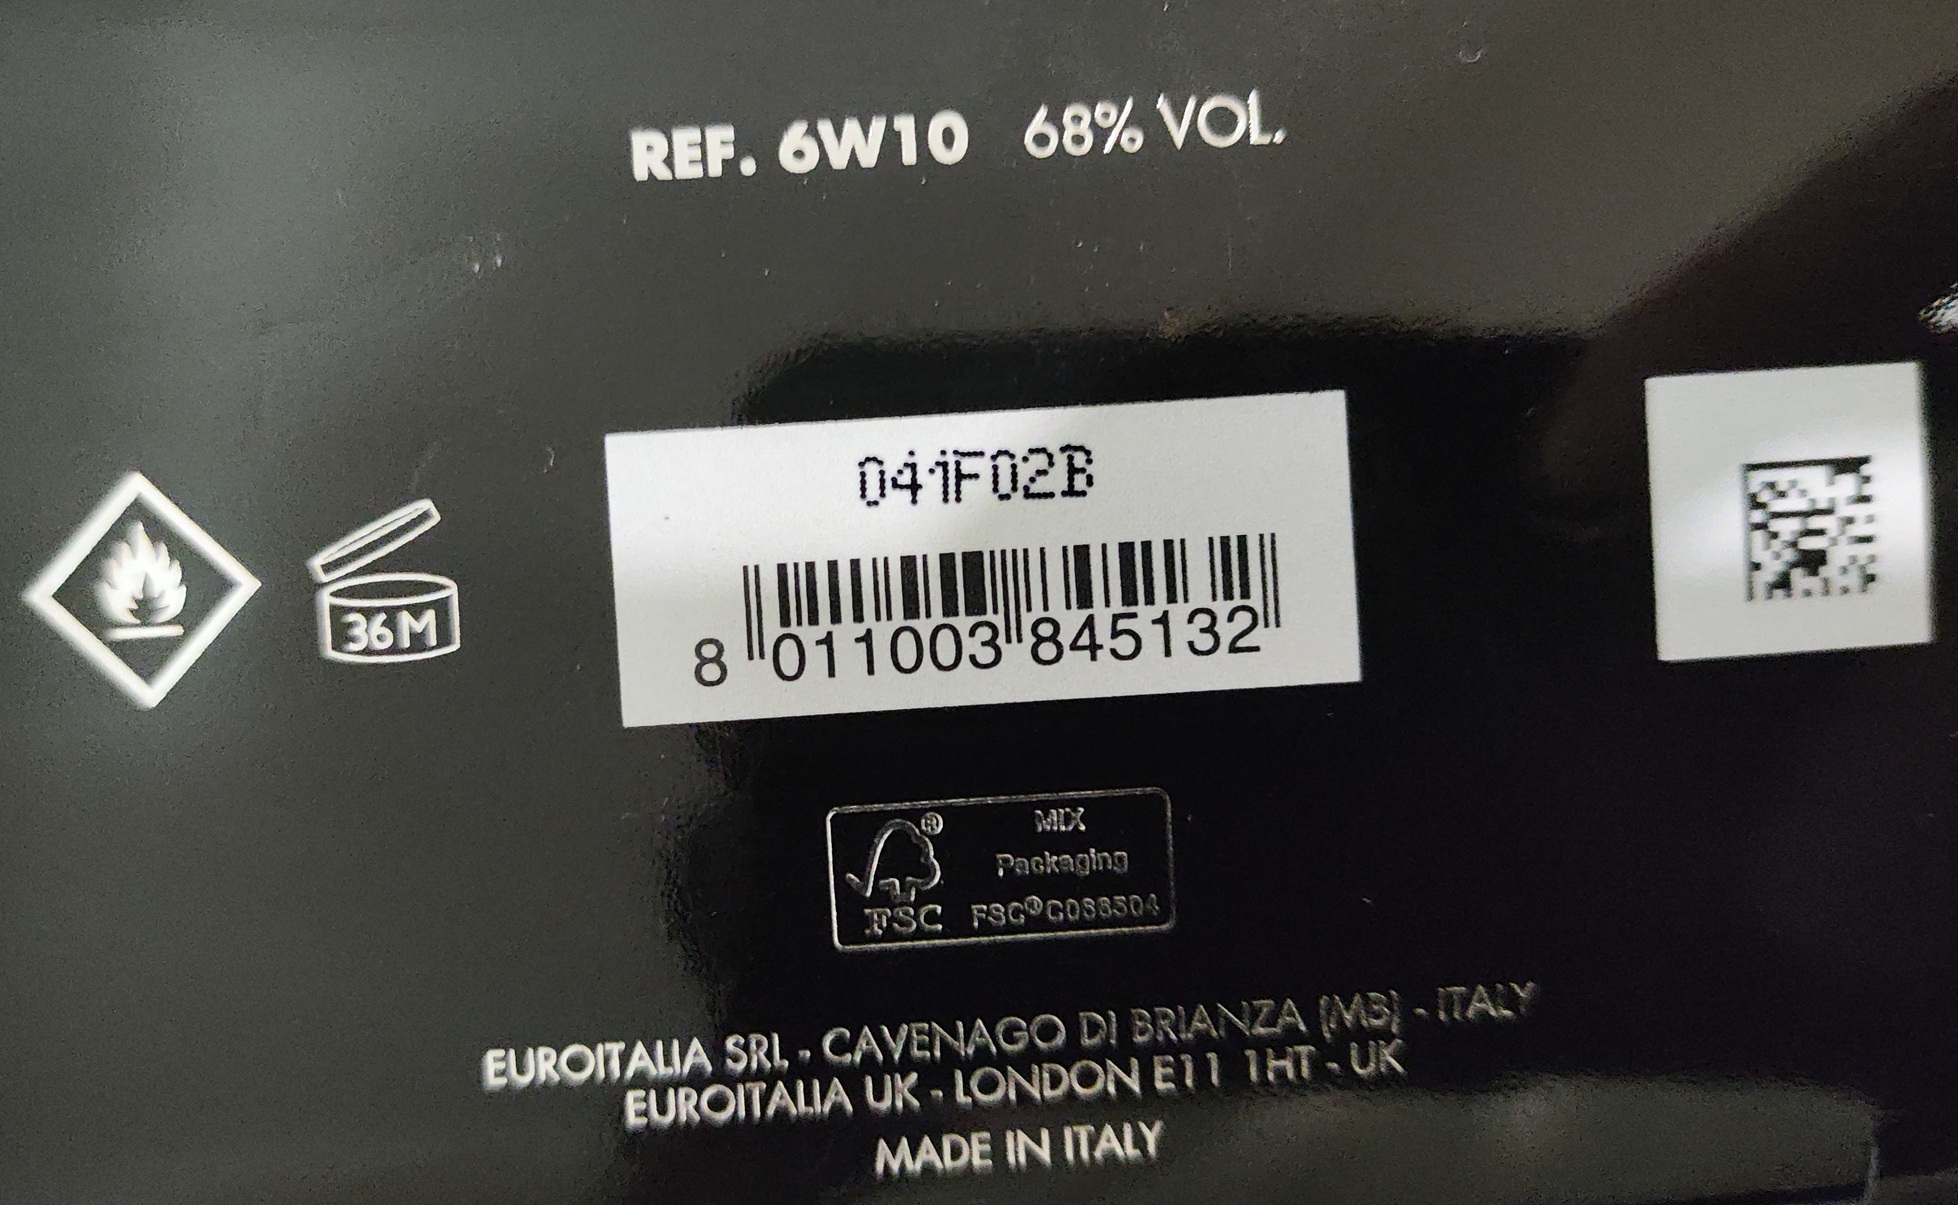 REF. 6W10 68% VOL.
36M
041F02B
8 011003 845132
MIX
Packaging
FSC
FSC®
EUROITALIA SRL - CAVENAGO DI BRIANZA (MB) - ITALY
EUROITALIA UK - LONDON E11 1HT - UK
MADE IN ITALY